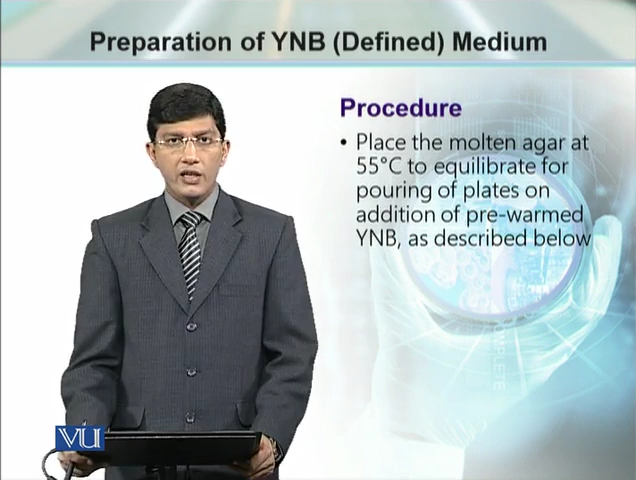 Preparation of YNB (Defined) Medium
Procedure
• Place the molten agar at
55°C to equilibrate for
pouring of plates on
addition of pre-warmed
YNB, as described below
VU